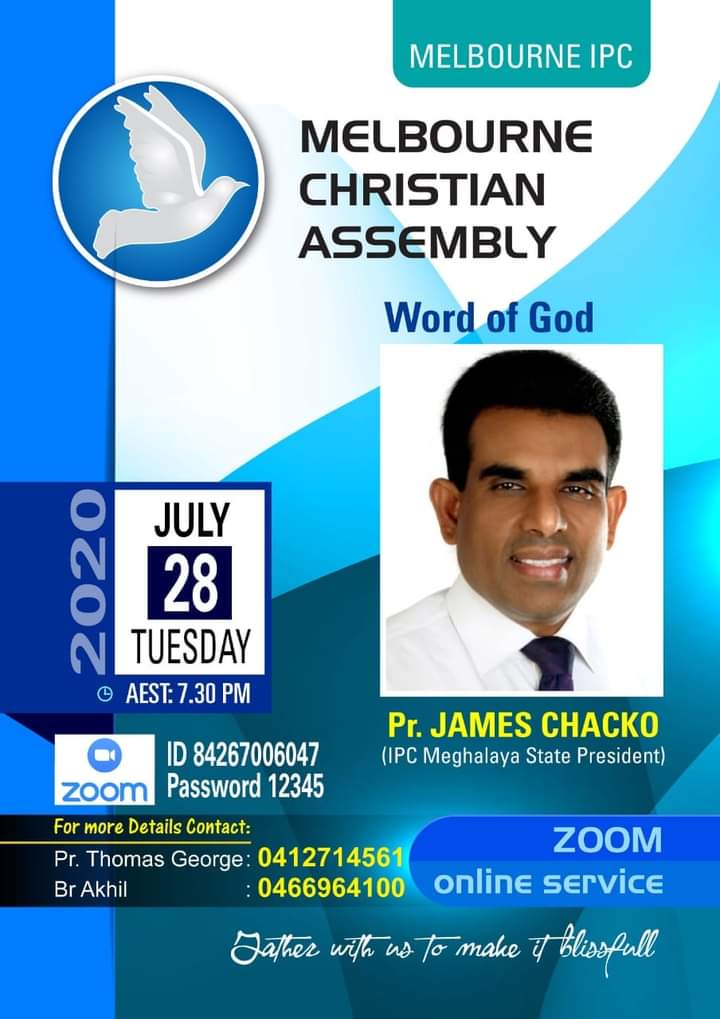 MELBOURNE IPC
MELBOURNE
CHRISTIAN
ASSEMBLY
Word of God
2020
JULY
28
TUESDAY
AEST: 7.30 PM
Pr. JAMES CHACKO
(IPC Meghalaya State President)
zoom
ID 84267006047
Password 12345
For more Details Contact:
Pr. Thomas George: 0412714561
Br Akhil : 0466964100
ZOOM
online service
Gather with us to make it blissfull